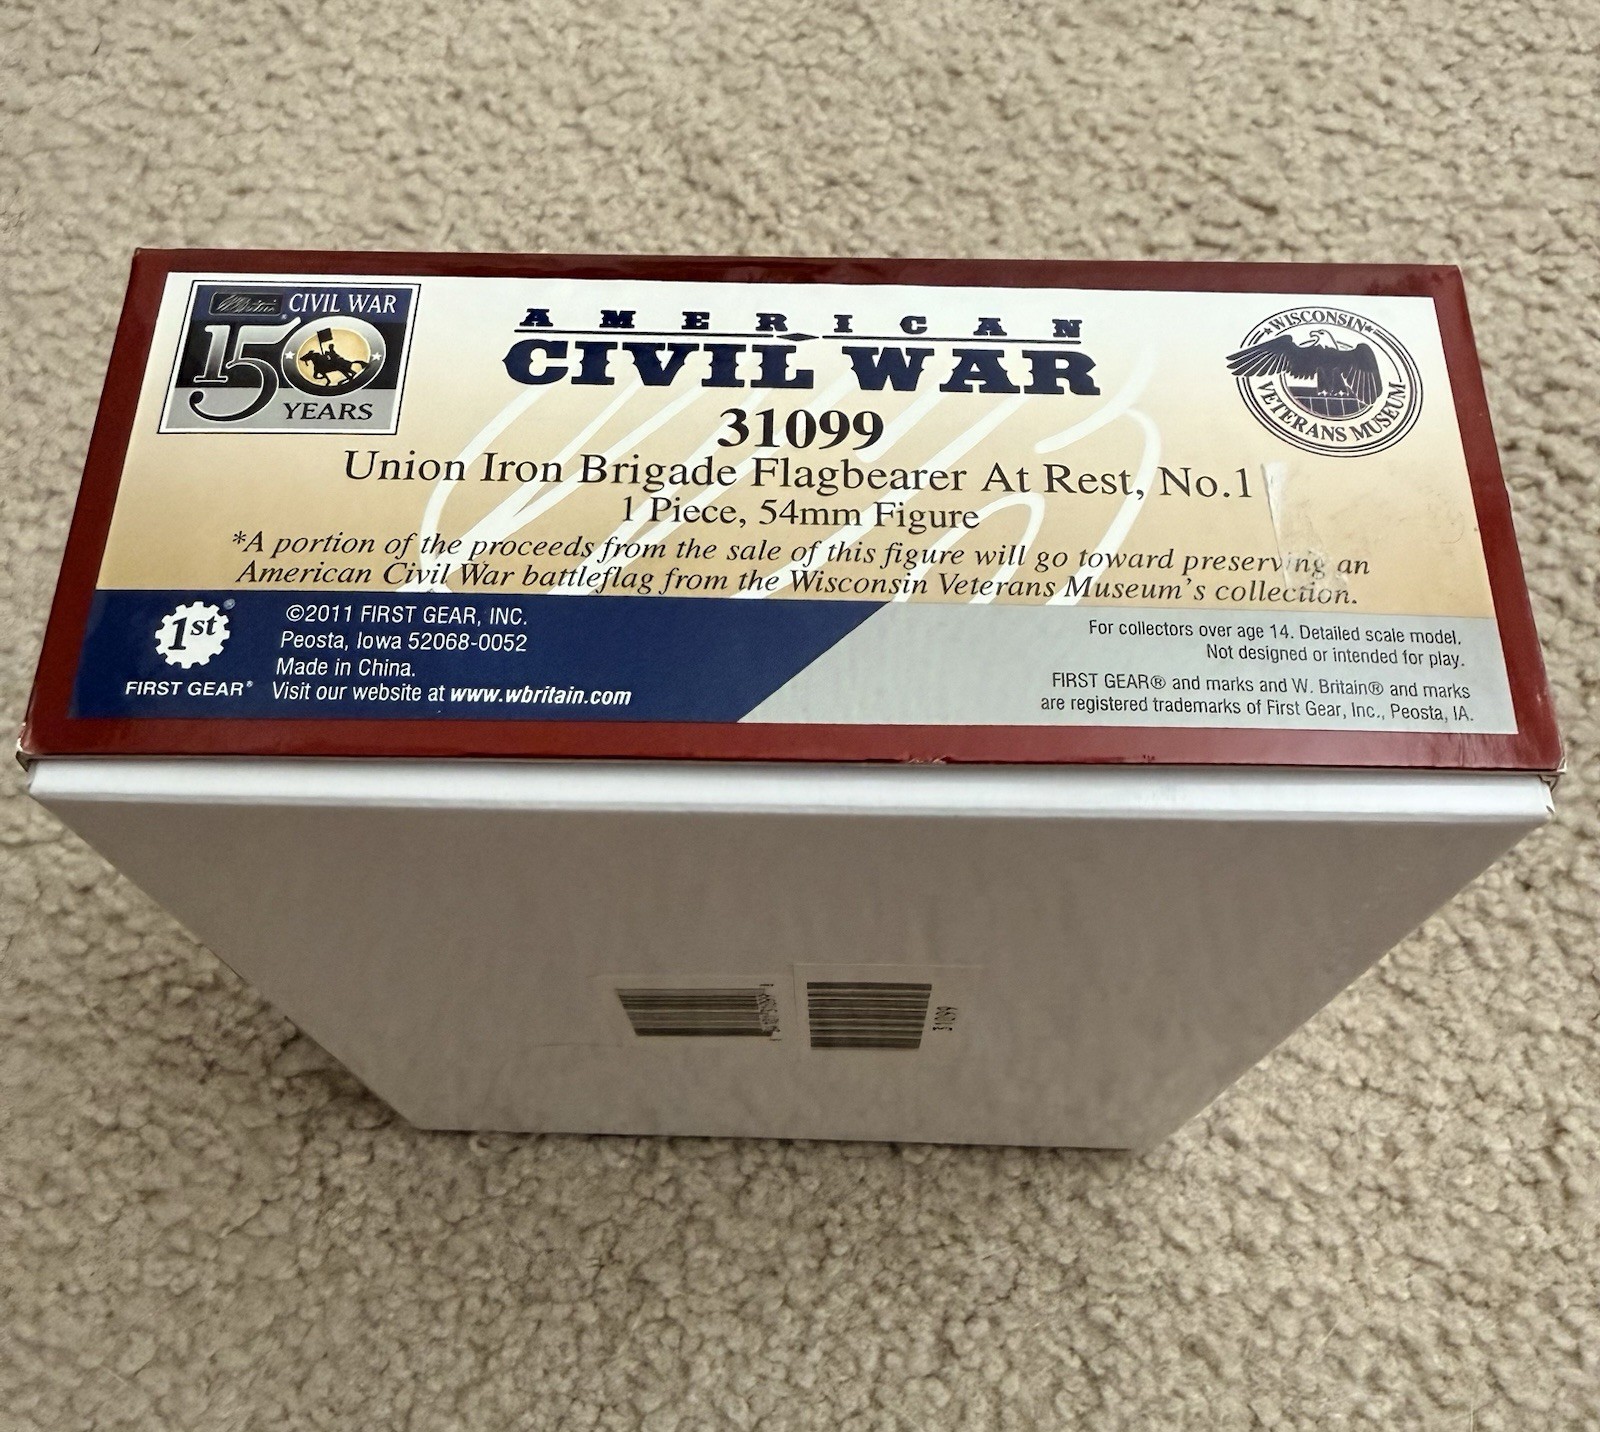 CIVIL WAR
150
YEARS
AMERICAN
CIVIL WAR
31099
Union Iron Brigade Flagbearer At Rest, No.1
1 Piece, 54mm Figure
*A portion of the proceeds from the sale of this figure will go toward preserving an
American Civil War battleflag from the Wisconsin Veterans Museum's collection.
WISCONSIN
VETERANS MUSEUM
1st®
FIRST GEAR®
©2011 FIRST GEAR, INC.
Peosta, Iowa 52068-0052
Made in China.
Visit our website at www.wbritain.com
For collectors over age 14. Detailed scale model.
Not designed or intended for play.
FIRST GEAR® and marks and W. Britain® and marks
are registered trademarks of First Gear, Inc., Peosta, IA.
31099